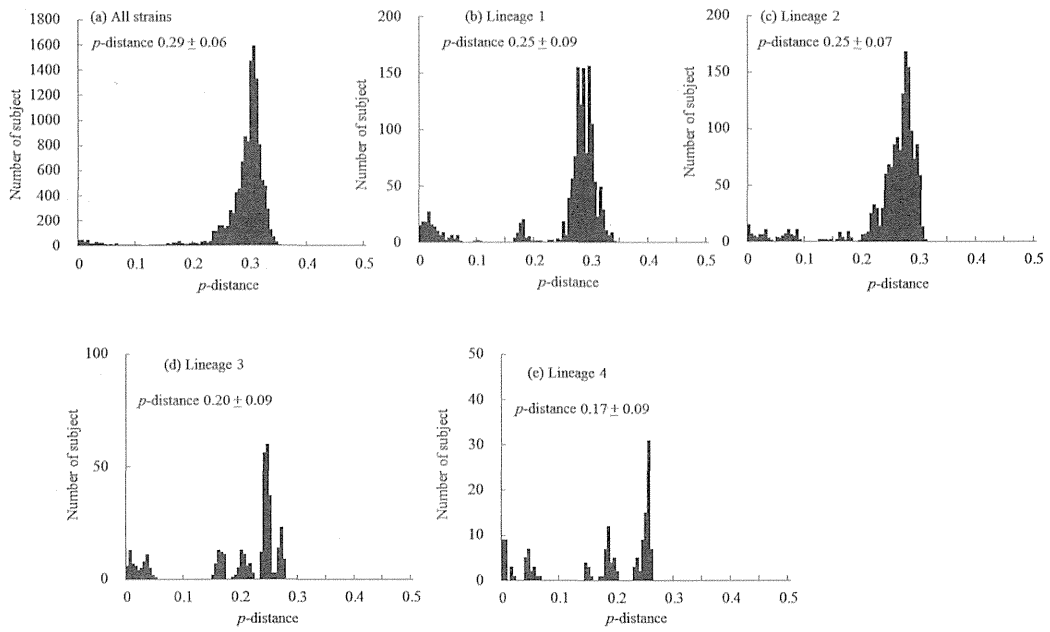 (a) All strains
p-distance 0.29 ± 0.06
Number of subject
1800
1600
1400
1200
1000
800
600
400
200
0
0 0.1 0.2 0.3 0.4 0.5
p-distance
(b) Lineage 1
p-distance 0.25 ± 0.09
Number of subject
200
150
100
50
0
0 0.1 0.2 0.3 0.4 0.5
p-distance
(c) Lineage 2
p-distance 0.25 ± 0.07
Number of subject
200
150
100
50
0
0 0.1 0.2 0.3 0.4 0.5
p-distance
(d) Lineage 3
p-distance 0.20 ± 0.09
Number of subject
100
50
0
0 0.1 0.2 0.3 0.4 0.5
p-distance
(e) Lineage 4
p-distance 0.17 ± 0.09
Number of subject
50
40
30
20
10
0
0 0.1 0.2 0.3 0.4 0.5
p-distance